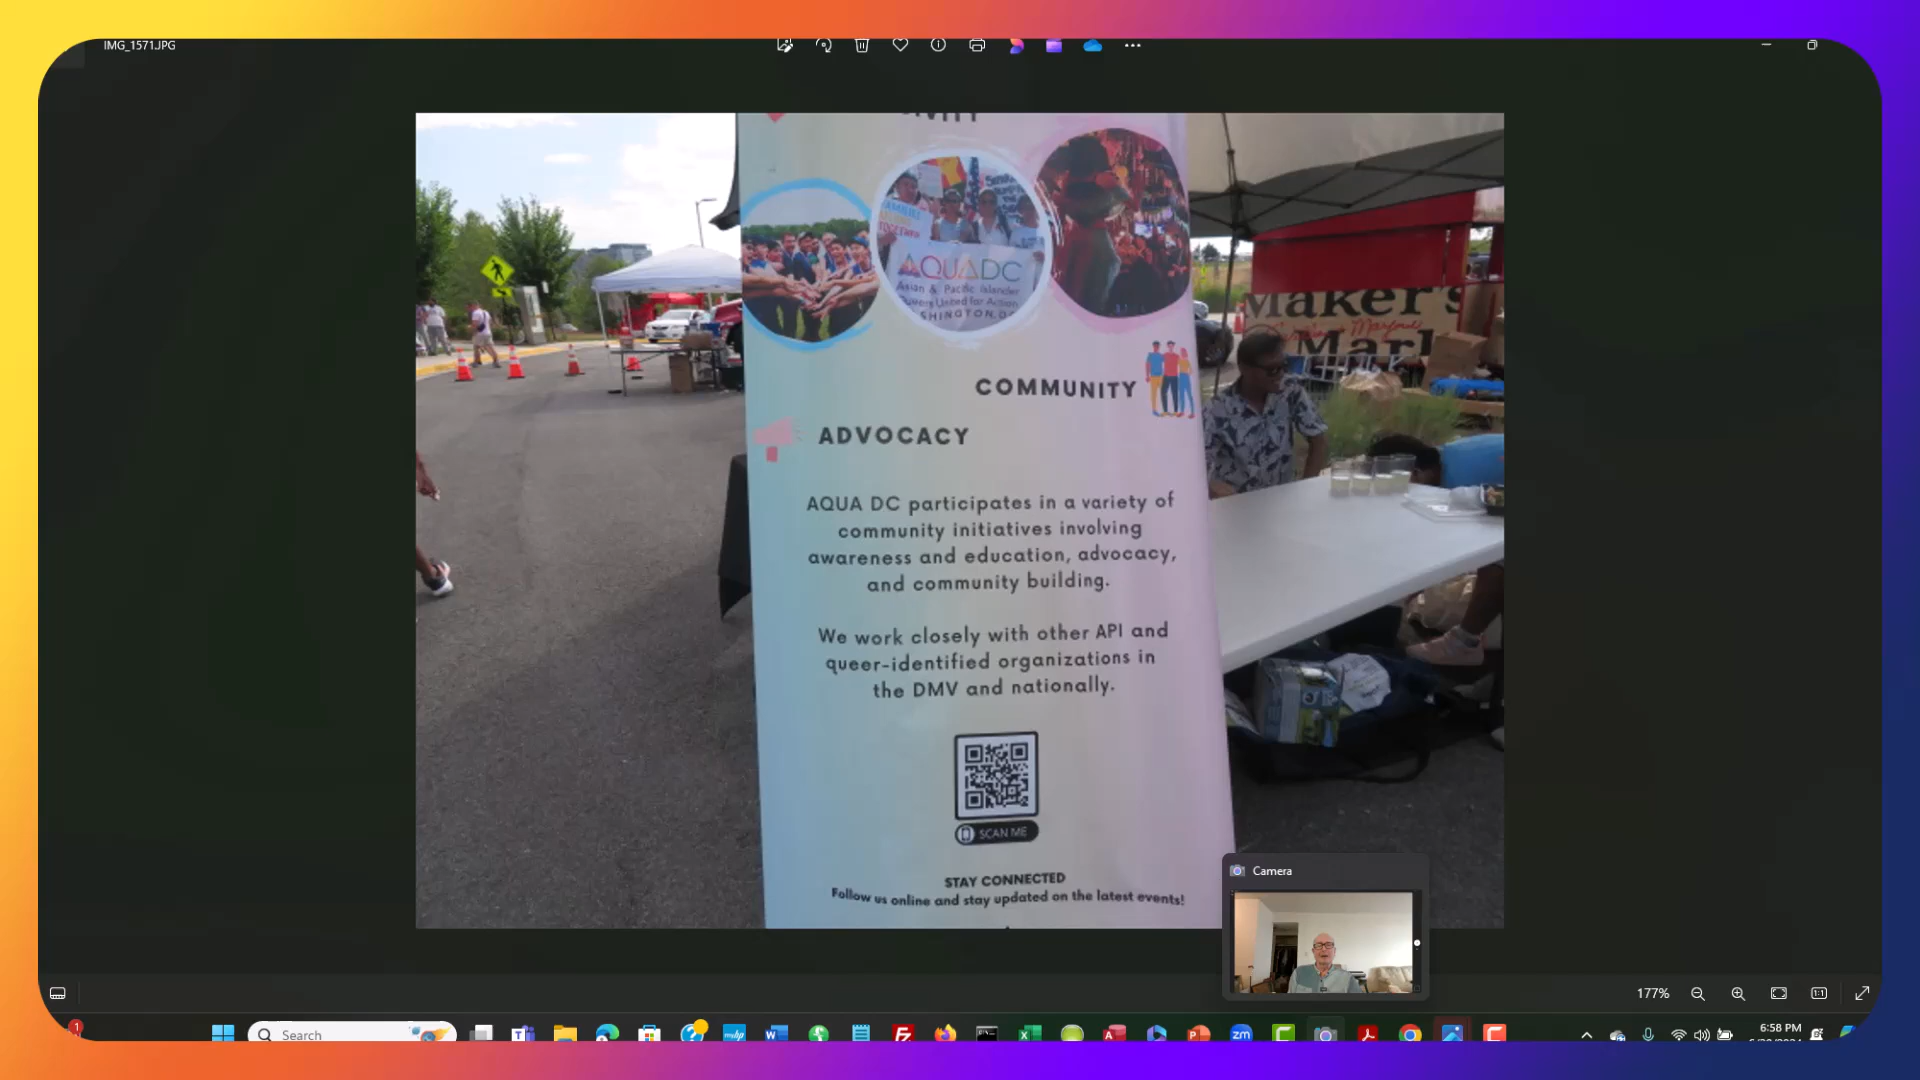 IMG_1571.JPG
AQUADC
Asian & Pacific Islander
Queers United for Action
Maker's
Mark
COMMUNITY
ADVOCACY
AQUA DC participates in a variety of
community initiatives involving
awareness and education, advocacy,
and community building.
We work closely with other API and
queer-identified organizations in
the DMV and nationally.
SCAN ME
STAY CONNECTED
Follow us online and stay updated on the latest events!
Camera
177%
1
Search
6:58 PM